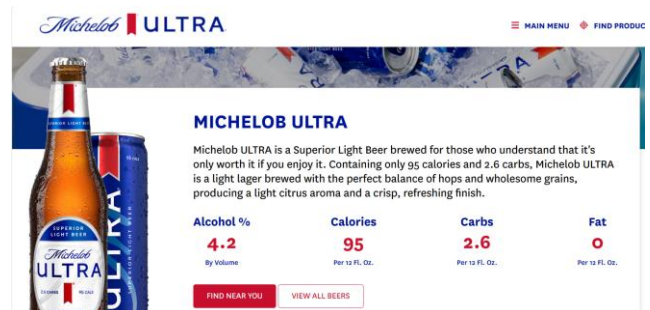 Michelob ULTRA
MAIN MENU FIND PRODUC
MICHELOB ULTRA
Michelob ULTRA is a Superior Light Beer brewed for those who understand that it's
only worth it if you enjoy it. Containing only 95 calories and 2.6 carbs, Michelob ULTRA
is a light lager brewed with the perfect balance of hops and wholesome grains,
producing a light citrus aroma and a crisp, refreshing finish.
Alcohol % Calories Carbs Fat
4.2 95 2.6 0
By Volume Per 12 Fl. Oz. Per 12 Fl. Oz. Per 12 Fl. Oz.
FIND NEAR YOU VIEW ALL BEERS
SUPERIOR
LIGHT BEER
Michelob
ULTRA
ULTRA
SUPERIOR LIGHT BEER